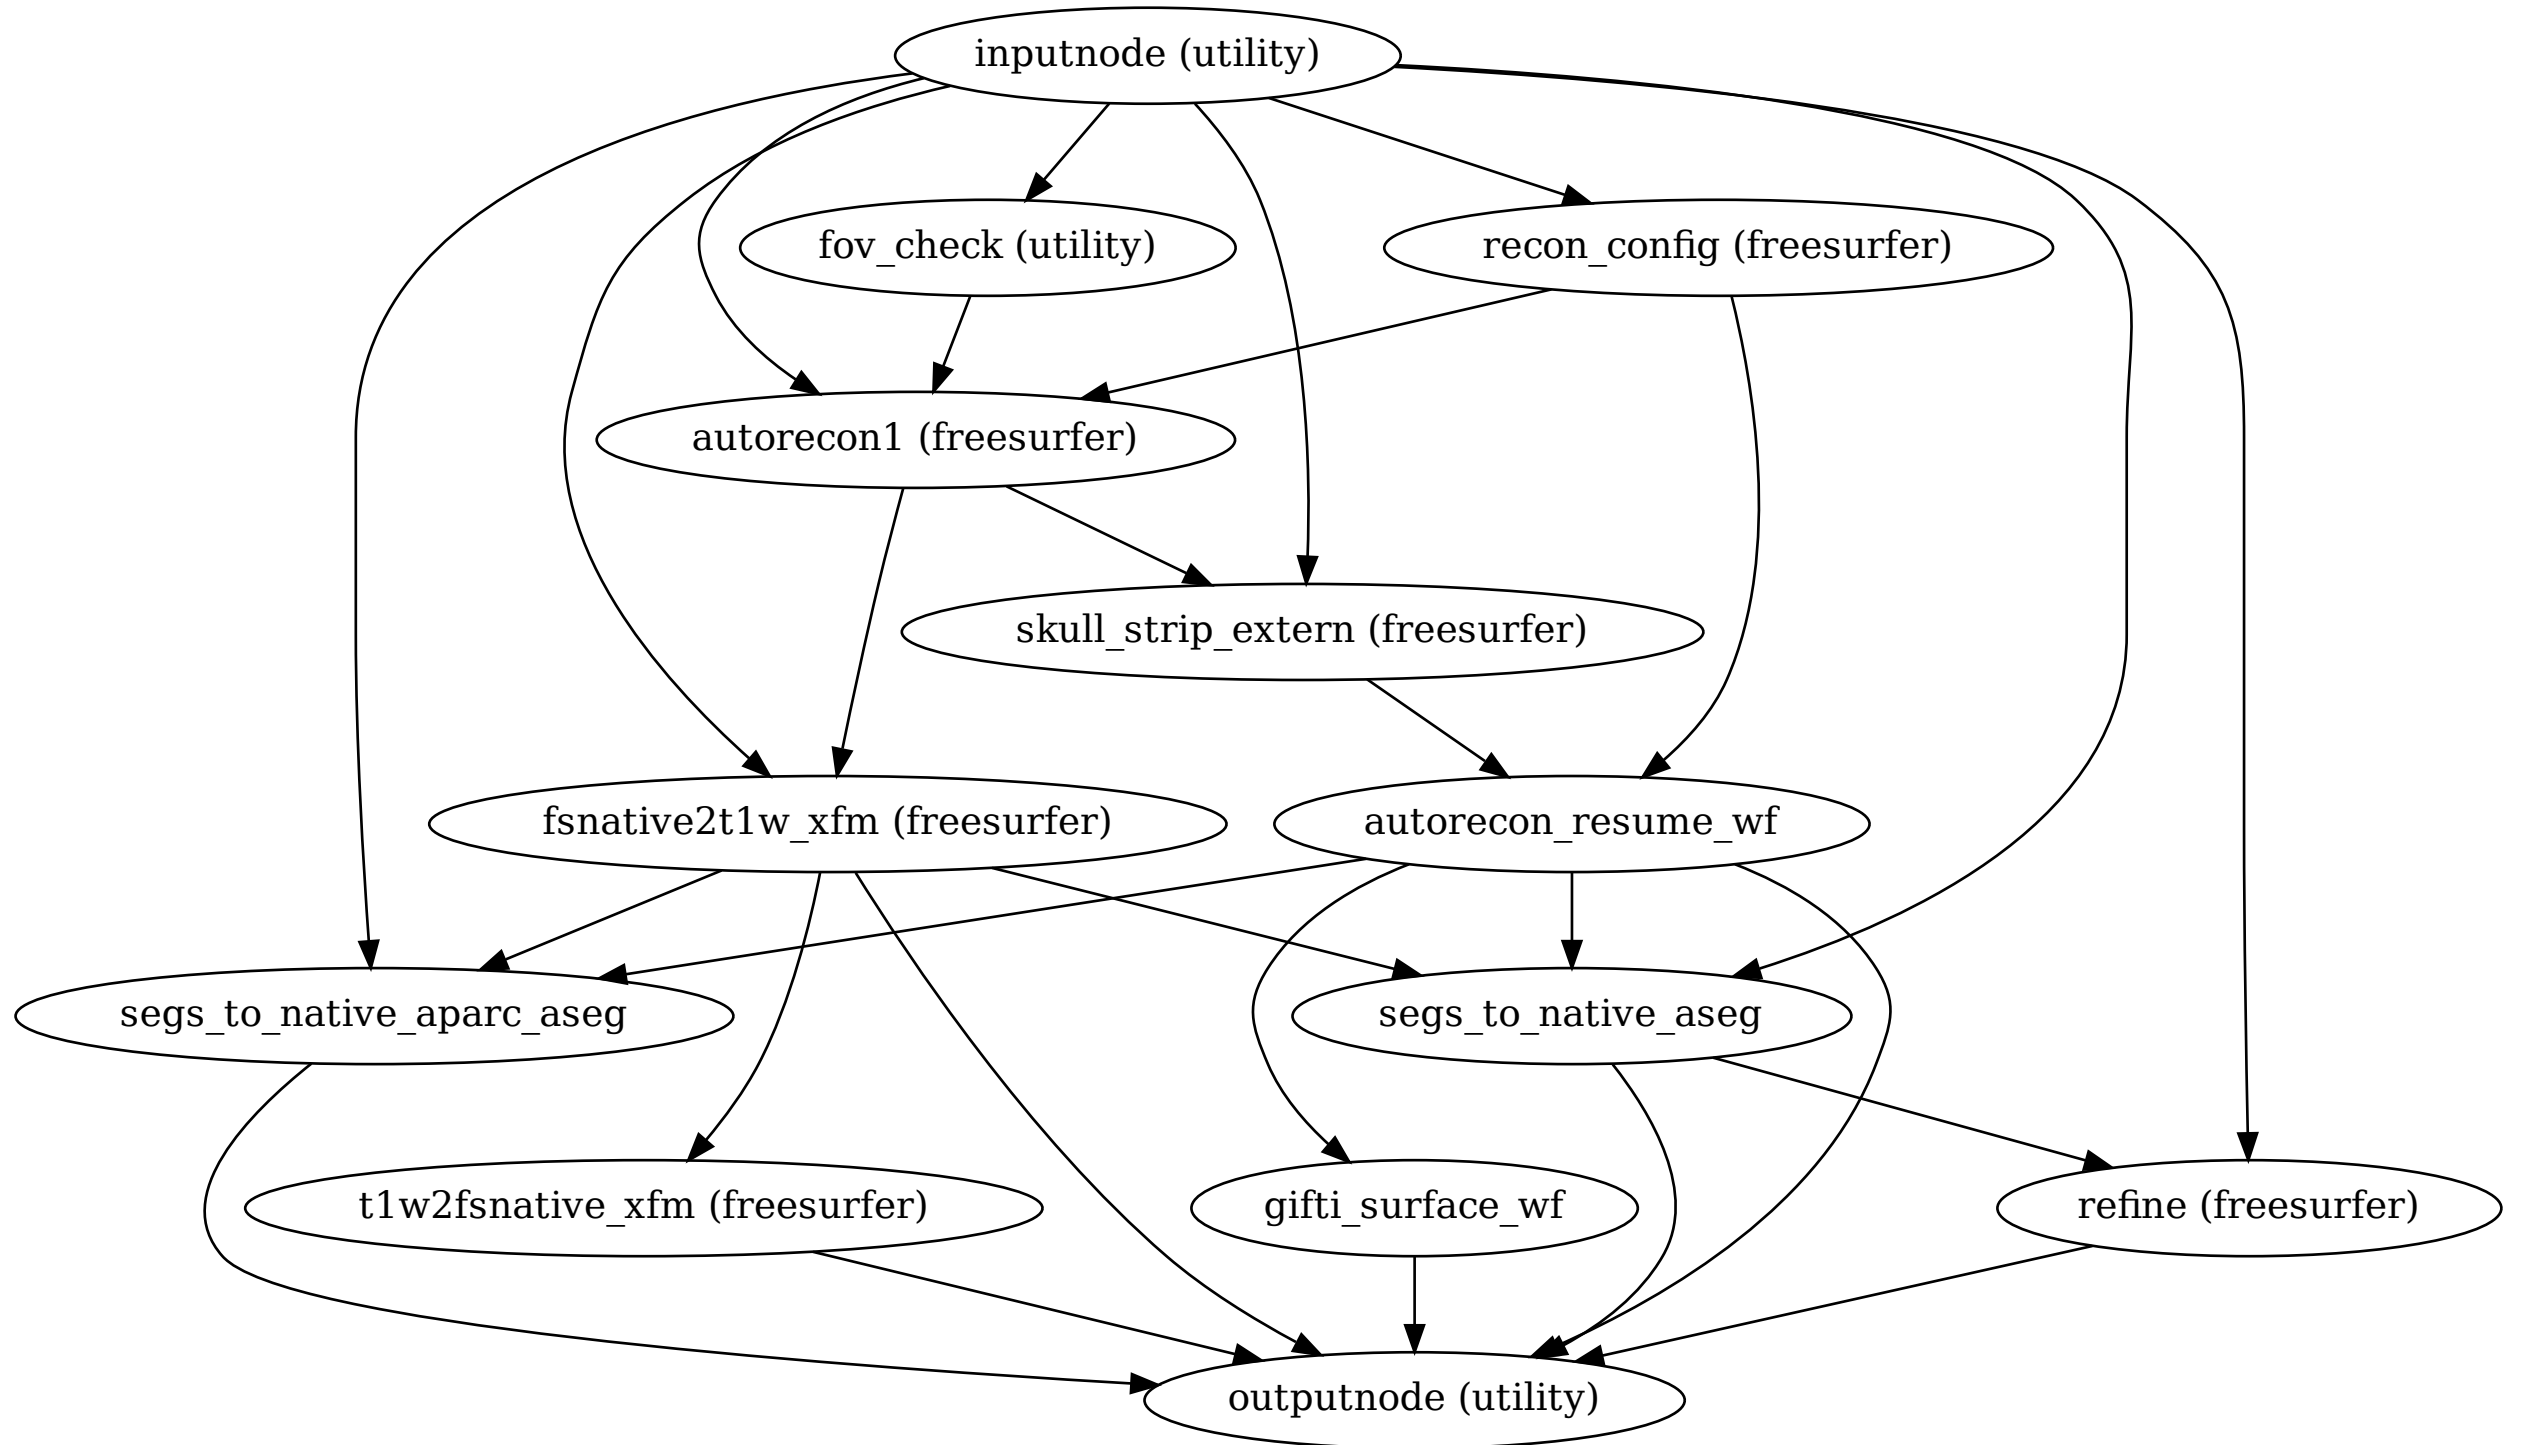 inputnode (utility)
fov_check (utility)
recon_config (freesurfer)
autorecon1 (freesurfer)
skull_strip_extern (freesurfer)
fsnative2t1w_xfm (freesurfer)
autorecon_resume_wf
segs_to_native_aparc_aseg
segs_to_native_aseg
t1w2fsnative_xfm (freesurfer)
gifti_surface_wf
refine (freesurfer)
outputnode (utility)